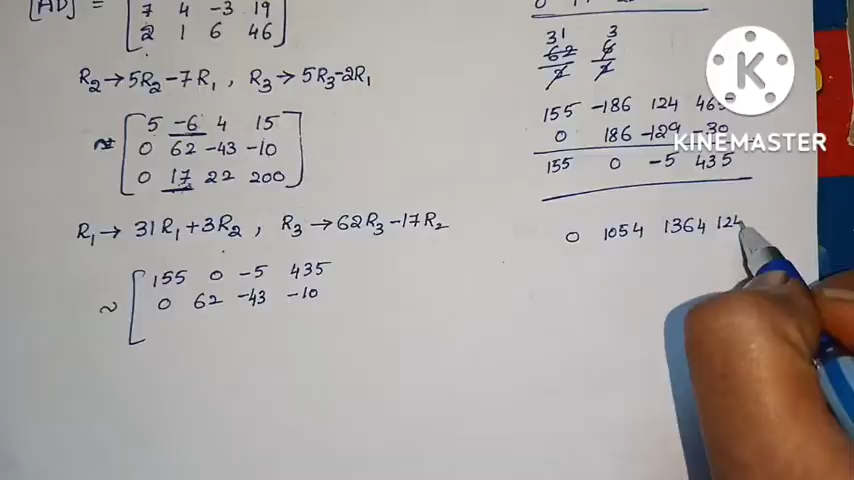 [AD] =
7 4 -3 19
2 1 6 46
R₂→5R₂-7R₁, R₃→5R₃-2R₁
≈ 5 -6 4 15
0 62 -43 -10
0 17 22 200
R₁→ 31R₁+3R₂, R₃→62R₃-17R₂
~ 155 0 -5 435
0 62 -43 -10
31 3
62 6
2 2
155 -186 124 465
0 186 -129 -30
155 0 -5 435
0 1054 1364 124
K
KINEMASTER